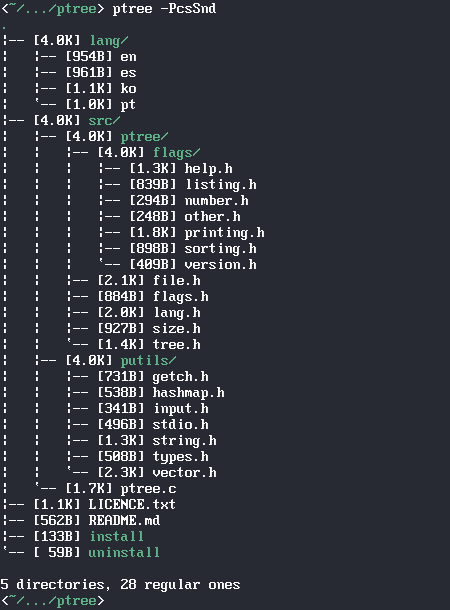 <~/.../ptree> ptree -PcsSnd
.
¦-- [4.0K] lang/
¦   ¦-- [954B] en
¦   ¦-- [961B] es
¦   ¦-- [1.1K] ko
¦   `-- [1.0K] pt
¦-- [4.0K] src/
¦   ¦-- [4.0K] ptree/
¦   ¦   ¦-- [4.0K] flags/
¦   ¦   ¦   ¦-- [1.3K] help.h
¦   ¦   ¦   ¦-- [839B] listing.h
¦   ¦   ¦   ¦-- [294B] number.h
¦   ¦   ¦   ¦-- [248B] other.h
¦   ¦   ¦   ¦-- [1.8K] printing.h
¦   ¦   ¦   ¦-- [898B] sorting.h
¦   ¦   ¦   `-- [409B] version.h
¦   ¦   ¦-- [2.1K] file.h
¦   ¦   ¦-- [884B] flags.h
¦   ¦   ¦-- [2.0K] lang.h
¦   ¦   ¦-- [927B] size.h
¦   ¦   `-- [1.4K] tree.h
¦   ¦-- [4.0K] putils/
¦   ¦   ¦-- [731B] getch.h
¦   ¦   ¦-- [538B] hashmap.h
¦   ¦   ¦-- [341B] input.h
¦   ¦   ¦-- [496B] stdio.h
¦   ¦   ¦-- [1.3K] string.h
¦   ¦   ¦-- [508B] types.h
¦   ¦   `-- [2.3K] vector.h
¦   `-- [1.7K] ptree.c
¦-- [1.1K] LICENCE.txt
¦-- [562B] README.md
¦-- [133B] install
`-- [ 59B] uninstall
5 directories, 28 regular ones
<~/.../ptree>